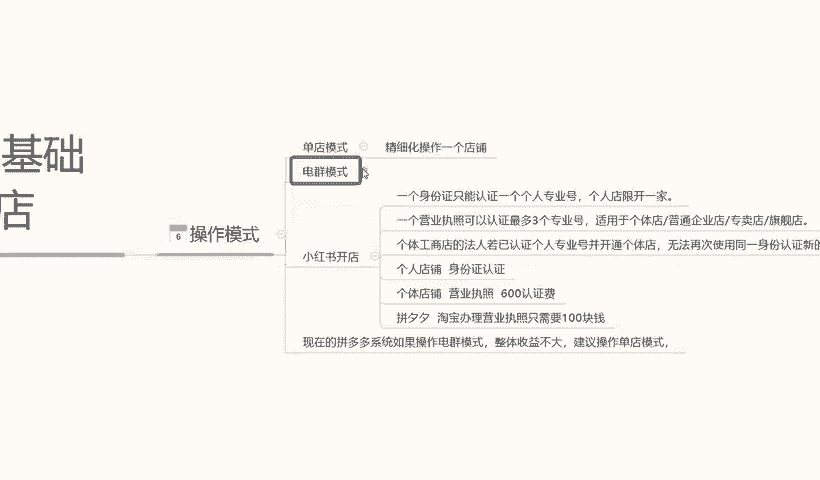 基础
店
6 操作模式
单店模式 精细化操作一个店铺
电群模式
小红书开店
一个身份证只能认证一个个人专业号，个人店限开一家。
一个营业执照可以认证最多3个专业号，适用于个体店/普通企业店/专卖店/旗舰店。
个体工商店的法人若已认证个人专业号并开通个体店，无法再次使用同一身份认证新的
个人店铺 身份证认证
个体店铺 营业执照 600认证费
拼夕夕 淘宝办理营业执照只需要100块钱
现在的拼多多系统如果操作电群模式，整体收益不大，建议操作单店模式，